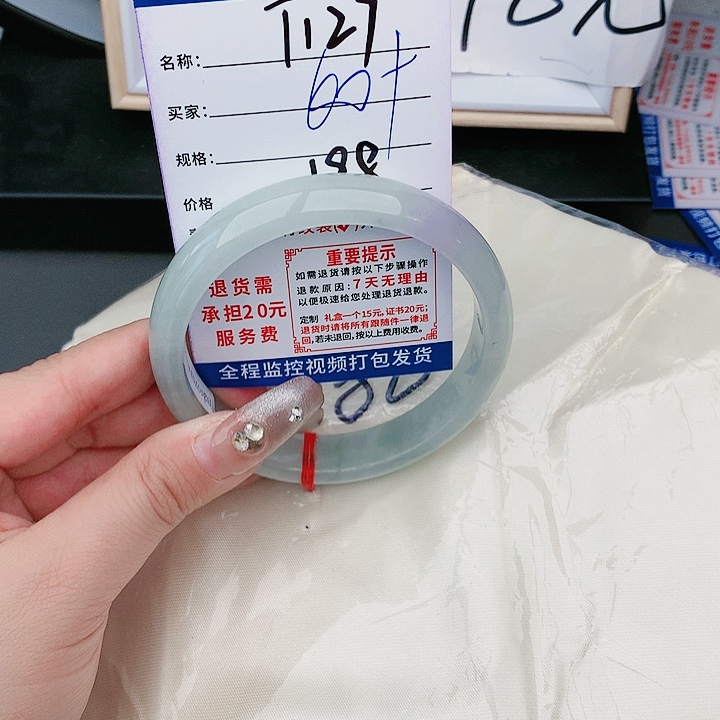 T127
名称:
买家:
规格: 188
价格
重要提示
如需退货请按以下步骤操作
退款原因:7天无理由
以便极速给您处理退货退款。
定制 礼盒一个15元,证书20元;
退货时请将所有跟随件一律退
回,若未退回,按以上费用收费。
退货需
承担20元
服务费
全程监控视频打包发货